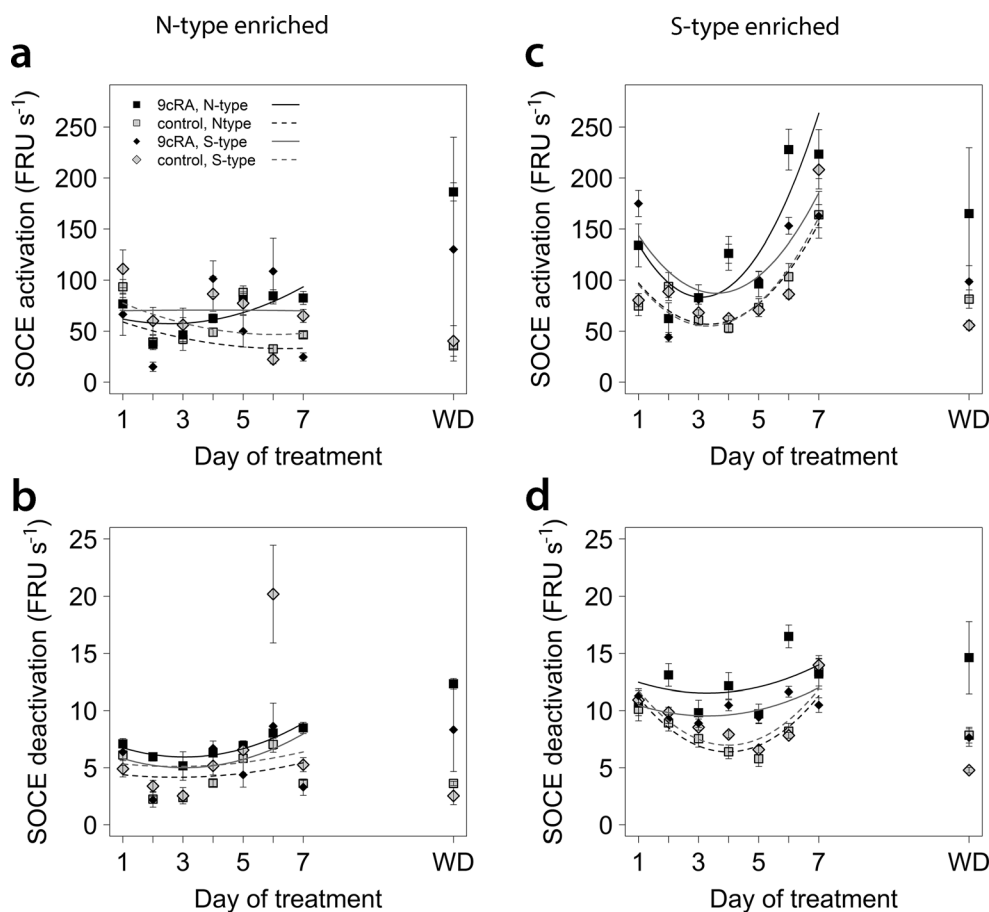 N-type enriched
S-type enriched
a
SOCE activation (FRU s-1)
250
200
150
100
50
0
9cRA, N-type
control, Ntype
9cRA, S-type
control, S-type
1
3
5
7
WD
Day of treatment
c
SOCE activation (FRU s-1)
250
200
150
100
50
0
1
3
5
7
WD
Day of treatment
b
SOCE deactivation (FRU s-1)
25
20
15
10
5
0
1
3
5
7
WD
Day of treatment
d
SOCE deactivation (FRU s-1)
25
20
15
10
5
0
1
3
5
7
WD
Day of treatment